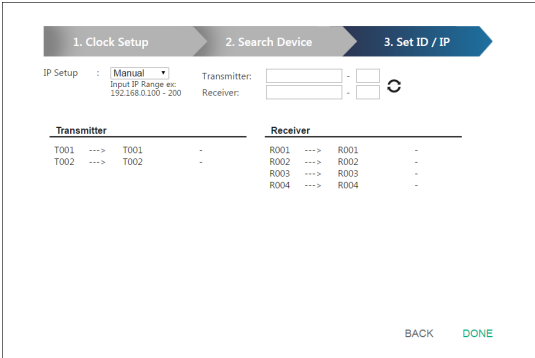 1. Clock Setup 2. Search Device 3. Set ID / IP
IP Setup : Manual Transmitter: -
Input IP Range ex:
192.168.0.100 - 200 Receiver: -
Transmitter Receiver
T001 ---> T001 - R001 ---> R001 -
T002 ---> T002 - R002 ---> R002 -
R003 ---> R003 -
R004 ---> R004 -
BACK DONE